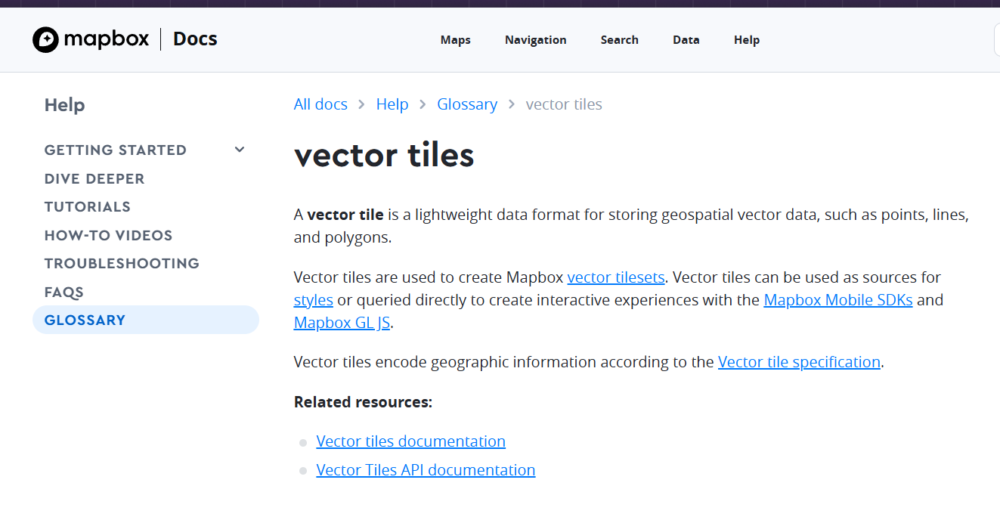 mapbox | Docs
Maps Navigation Search Data Help
Help
GETTING STARTED
DIVE DEEPER
TUTORIALS
HOW-TO VIDEOS
TROUBLESHOOTING
FAQS
GLOSSARY
All docs > Help > Glossary > vector tiles
vector tiles
A vector tile is a lightweight data format for storing geospatial vector data, such as points, lines,
and polygons.
Vector tiles are used to create Mapbox vector tilesets. Vector tiles can be used as sources for
styles or queried directly to create interactive experiences with the Mapbox Mobile SDKs and
Mapbox GL JS.
Vector tiles encode geographic information according to the Vector tile specification.
Related resources:
Vector tiles documentation
Vector Tiles API documentation